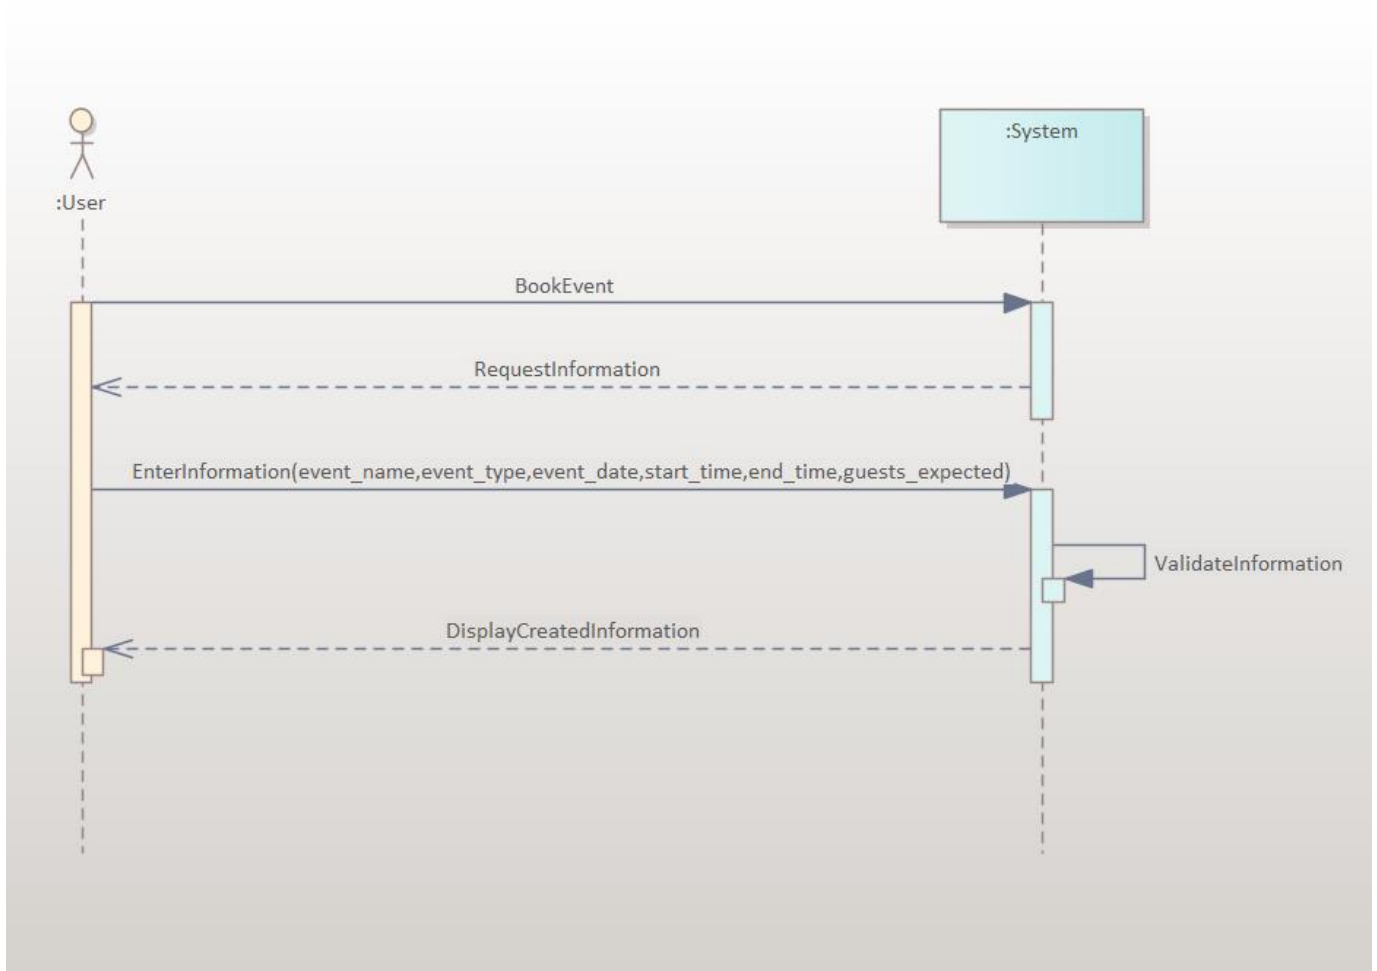 :System
:User
BookEvent
RequestInformation
EnterInformation(event_name,event_type,event_date,start_time,end_time,guests_expected)
ValidateInformation
DisplayCreatedInformation